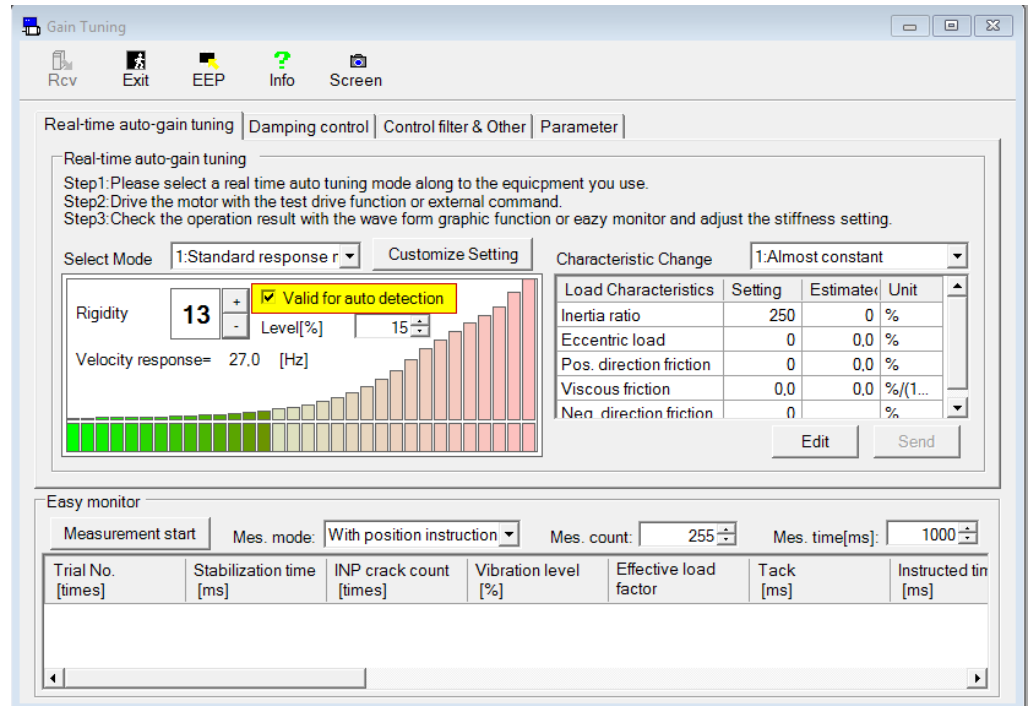 Gain Tuning
Rcv Exit EEP Info Screen
Real-time auto-gain tuning Damping control Control filter & Other Parameter
Real-time auto-gain tuning
Step1:Please select a real time auto tuning mode along to the equicpment you use.
Step2:Drive the motor with the test drive function or external command.
Step3:Check the operation result with the wave form graphic function or eazy monitor and adjust the stiffness setting.
Select Mode 1:Standard response r Customize Setting Characteristic Change 1:Almost constant
Rigidity 13 + - Valid for auto detection
Level[%] 15
Velocity response= 27,0 [Hz]
Load Characteristics Setting Estimated Unit
Inertia ratio 250 0 %
Eccentric load 0 0,0 %
Pos. direction friction 0 0,0 %
Viscous friction 0,0 0,0 %/(1...
Neg. direction friction 0 %
Edit Send
Easy monitor
Measurement start Mes. mode: With position instruction Mes. count: 255 Mes. time[ms]: 1000
Trial No. Stabilization time INP crack count Vibration level Effective load Tack Instructed tim
[times] [ms] [times] [%] factor [ms] [ms]